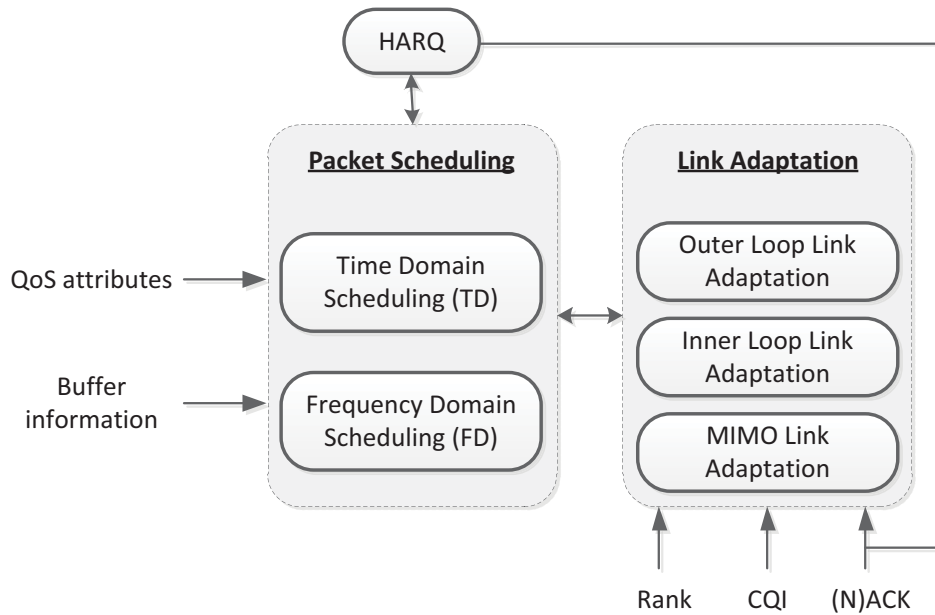 HARQ
Packet Scheduling
Link Adaptation
QoS attributes
Time Domain
Scheduling (TD)
Outer Loop Link
Adaptation
Inner Loop Link
Adaptation
Buffer
information
Frequency Domain
Scheduling (FD)
MIMO Link
Adaptation
Rank
CQI
(N)ACK